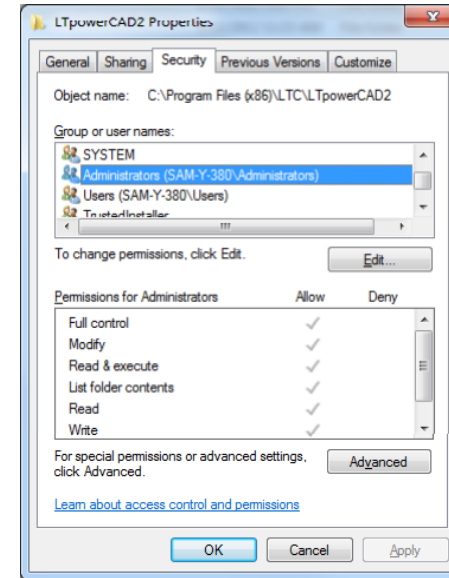 LTpowerCAD2 Properties
General Sharing Security Previous Versions Customize
Object name: C:\Program Files (x86)\LTC\LTpowerCAD2
Group or user names:
SYSTEM
Administrators (SAM-Y-380\Administrators)
Users (SAM-Y-380\Users)
TrustedInstaller
To change permissions, click Edit.
Edit...
Permissions for Administrators Allow Deny
Full control
Modify
Read & execute
List folder contents
Read
Write
For special permissions or advanced settings,
click Advanced.
Advanced
Learn about access control and permissions
OK Cancel Apply